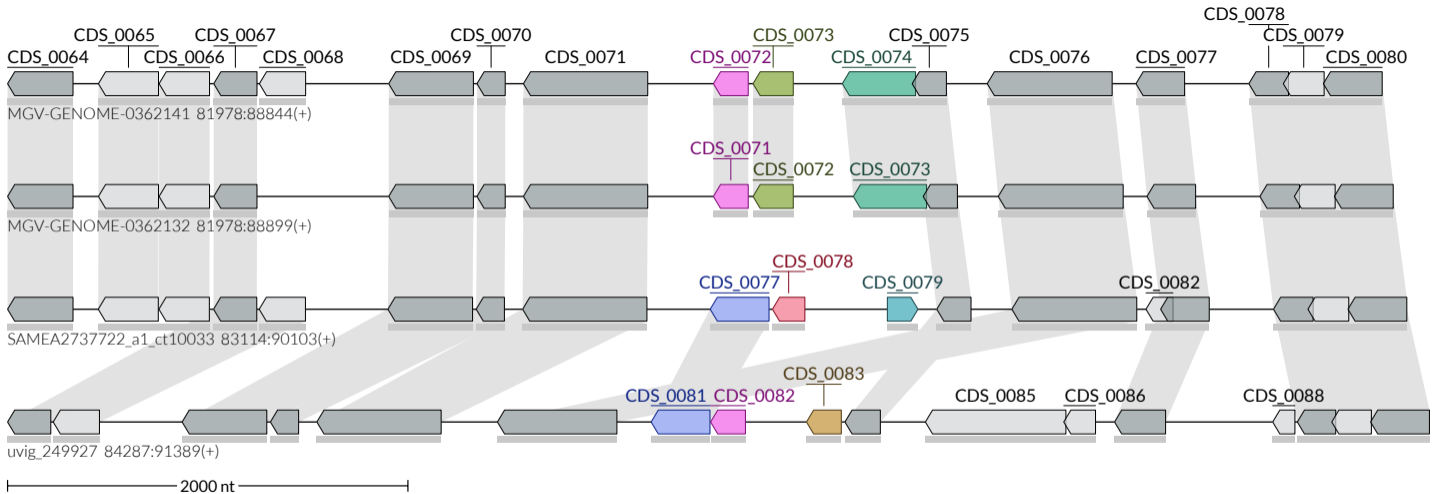 CDS_0078
CDS_0065 CDS_0067 CDS_0070 CDS_0073 CDS_0075 CDS_0079
CDS_0064 CDS_0066 CDS_0068 CDS_0069 CDS_0071 CDS_0072 CDS_0074 CDS_0076 CDS_0077 CDS_0080
MGV-GENOME-0362141 81978:88844(+)
CDS_0071
CDS_0072 CDS_0073
MGV-GENOME-0362132 81978:88899(+)
CDS_0078
CDS_0077 CDS_0079 CDS_0082
SAMEA2737722_a1_ct10033 83114:90103(+)
CDS_0083
CDS_0081 CDS_0082 CDS_0085 CDS_0086 CDS_0088
uvig_249927 84287:91389(+)
2000 nt